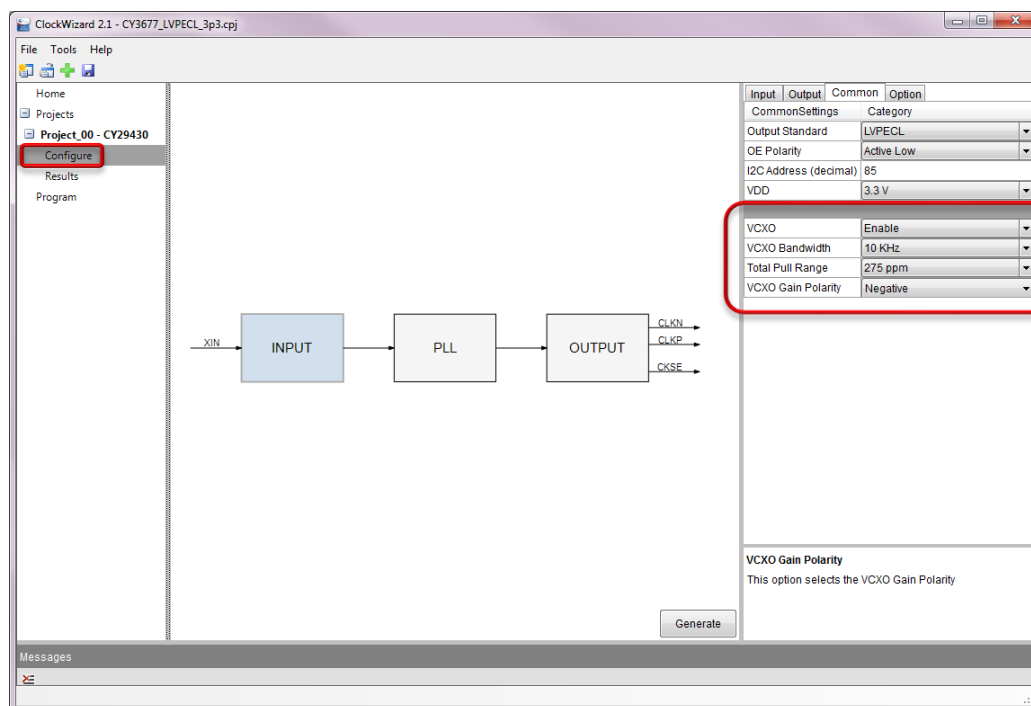 ClockWizard 2.1 - CY3677_LVPECL_3p3.cpj
File Tools Help
Home
Projects
Project_00 - CY29430
Configure
Results
Program
XIN
INPUT
PLL
OUTPUT
CLKN
CLKP
CKSE
Generate
Input Output Common Option
CommonSettings Category
Output Standard LVPECL
OE Polarity Active Low
I2C Address (decimal) 85
VDD 3.3 V
VCXO Enable
VCXO Bandwidth 10 KHz
Total Pull Range 275 ppm
VCXO Gain Polarity Negative
VCXO Gain Polarity
This option selects the VCXO Gain Polarity
Messages